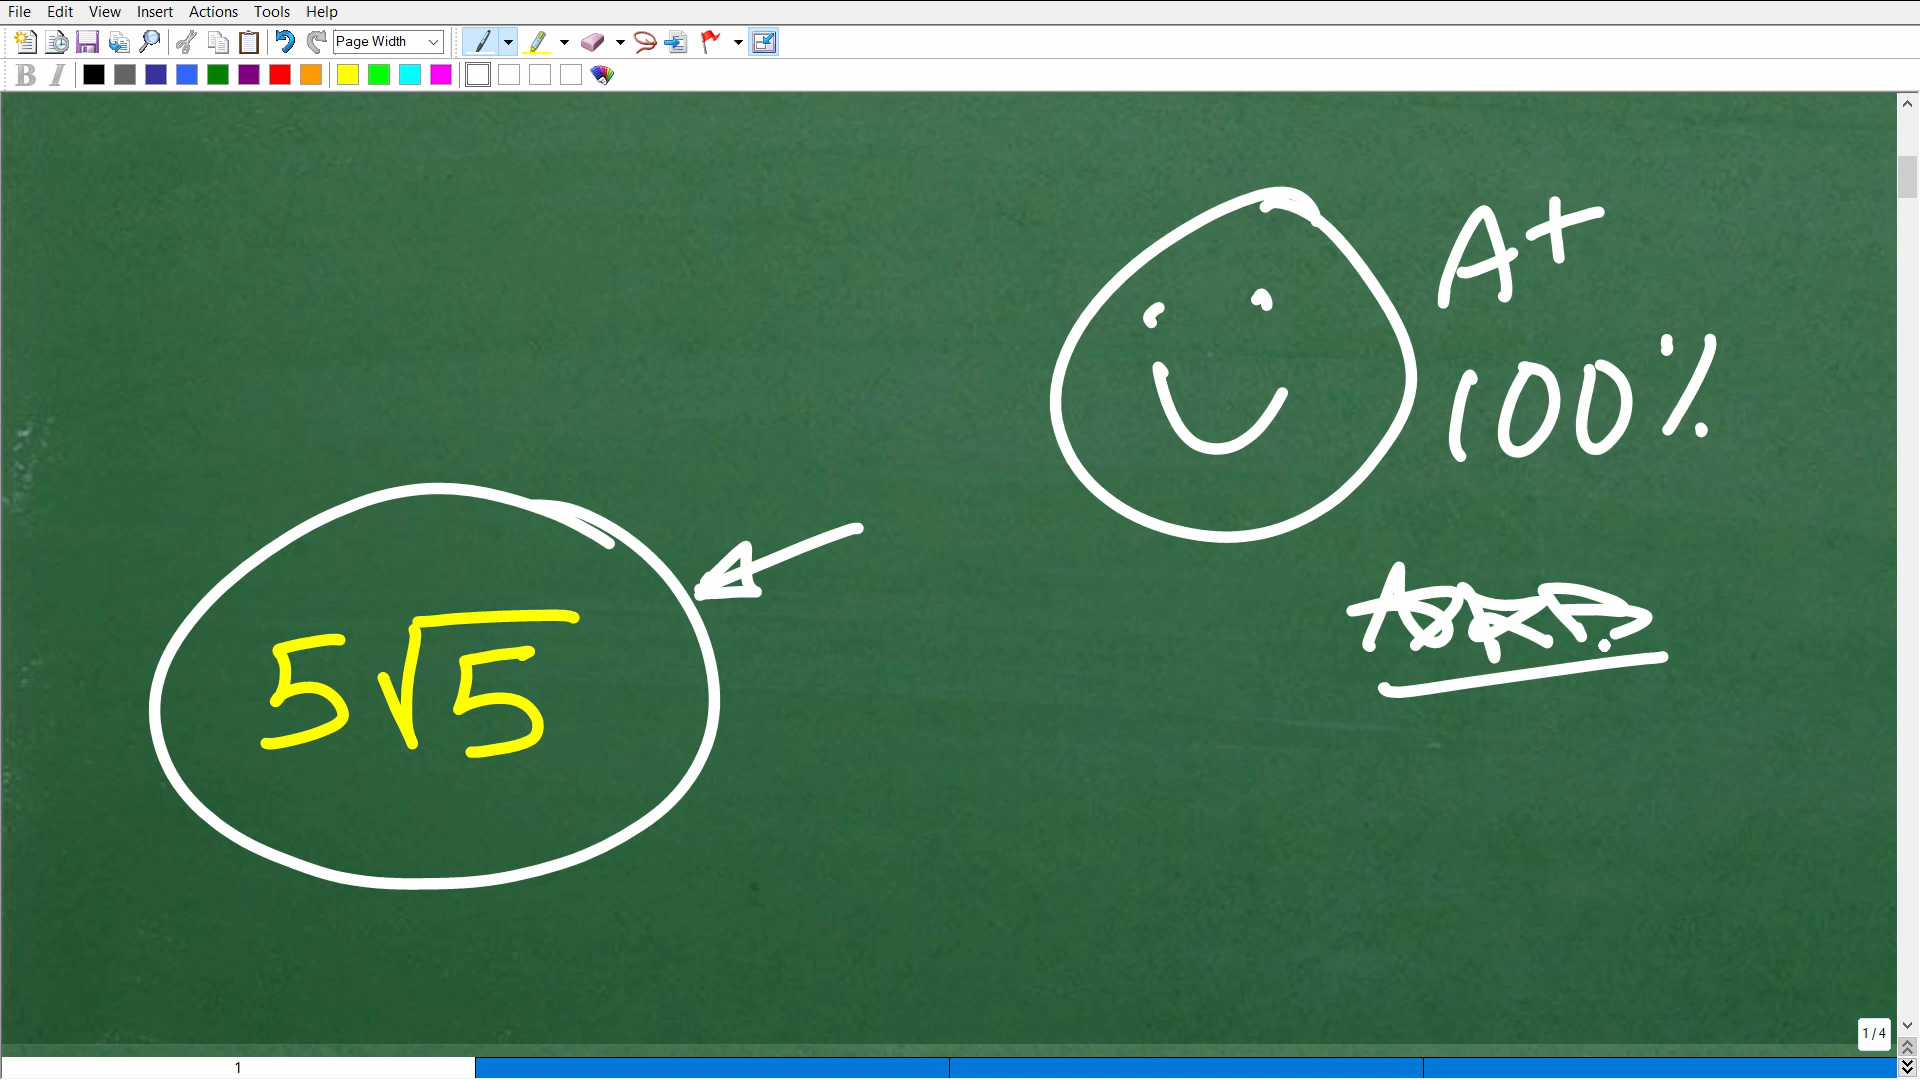 File Edit View Insert Actions Tools Help
Page Width
B I
A+
100%
5√5
1 / 4
1